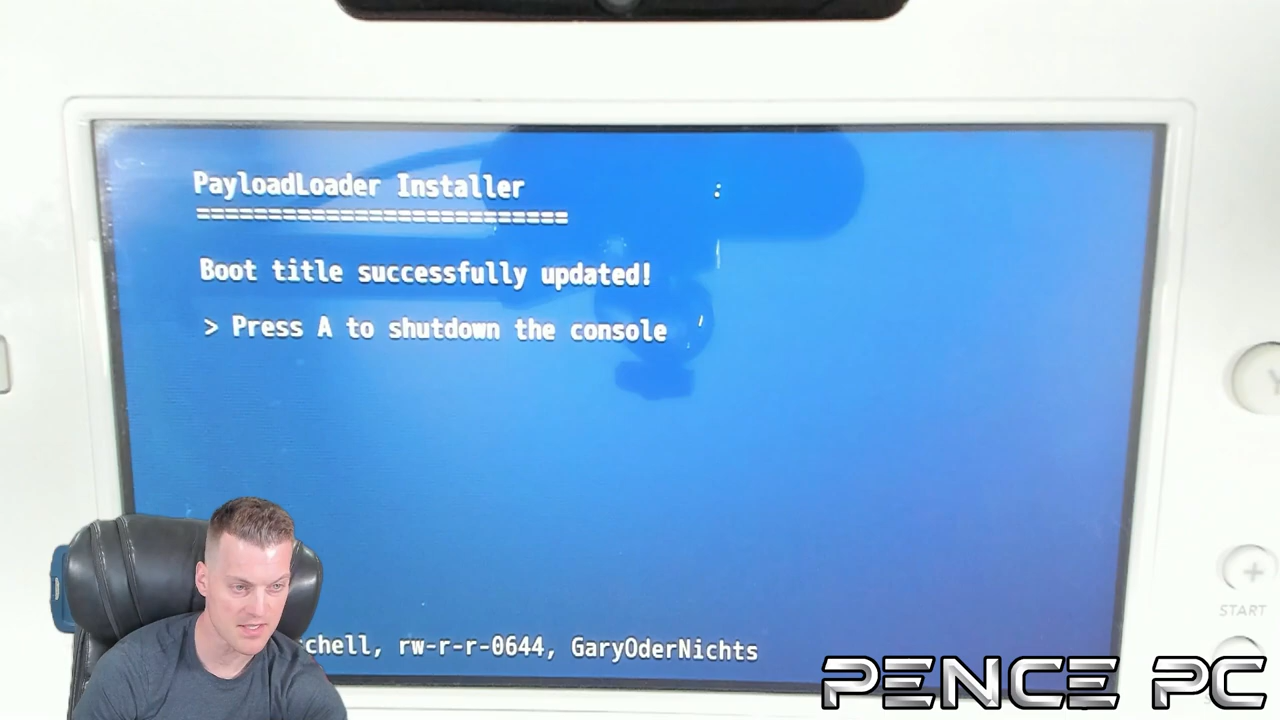 PayloadLoader Installer
==========================
Boot title successfully updated!
> Press A to shutdown the console
chell, rw-r-r-0644, GaryOderNichts
Y
+
START
PENCE PC